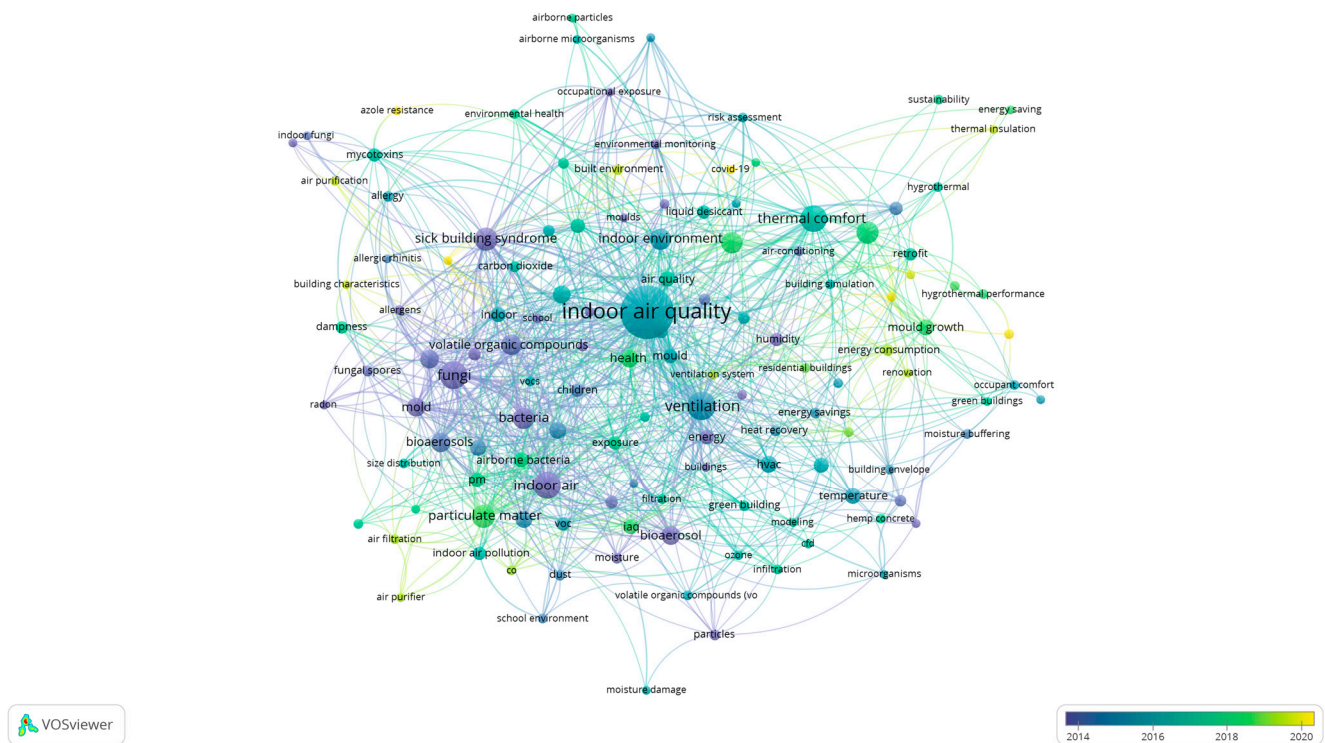 airborne particles
airborne microorganisms
occupational exposure
azole resistance
environmental health
risk assessment
sustainability
energy saving
thermal insulation
indoor fungi
mycotoxins
environmental monitoring
built environment
covid-19
air purification
allergy
hygrothermal
moulds
liquid desiccant
thermal comfort
sick building syndrome
indoor environment
air-conditioning
retrofit
allergic rhinitis
carbon dioxide
air quality
building characteristics
building simulation
hygrothermal performance
allergens
indoor
school
indoor air quality
dampness
mould growth
volatile organic compounds
humidity
health
mould
energy consumption
fungal spores
fungi
vocs
children
ventilation system
residential buildings
renovation
occupant comfort
radon
mold
bacteria
ventilation
energy savings
green buildings
bioaerosols
exposure
energy
heat recovery
moisture buffering
size distribution
airborne bacteria
buildings
hvac
building envelope
pm
indoor air
filtration
green building
temperature
particulate matter
voc
iaq
bioaerosol
modeling
hemp concrete
air filtration
indoor air pollution
moisture
ozone
cfd
co
dust
infiltration
microorganisms
air purifier
volatile organic compounds (vo
school environment
particles
moisture damage
VOSviewer
2014 2016 2018 2020